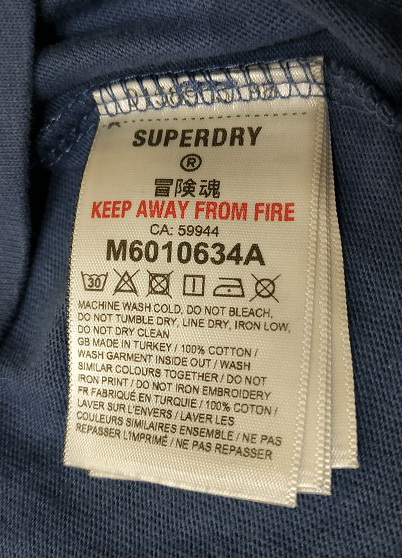 SUPERDRY
®
冒険魂
KEEP AWAY FROM FIRE
CA: 59944
M6010634A
30
MACHINE WASH COLD, DO NOT BLEACH,
DO NOT TUMBLE DRY, LINE DRY, IRON LOW,
DO NOT DRY CLEAN
GB MADE IN TURKEY / 100% COTTON /
WASH GARMENT INSIDE OUT / WASH
SIMILAR COLOURS TOGETHER / DO NOT
IRON PRINT / DO NOT IRON EMBROIDERY
FR FABRIQUÉ EN TURQUIE / 100% COTON /
LAVER SUR L'ENVERS / LAVER LES
COULEURS SIMILAIRES ENSEMBLE / NE PAS
REPASSER L'IMPRIMÉ / NE PAS REPASSER